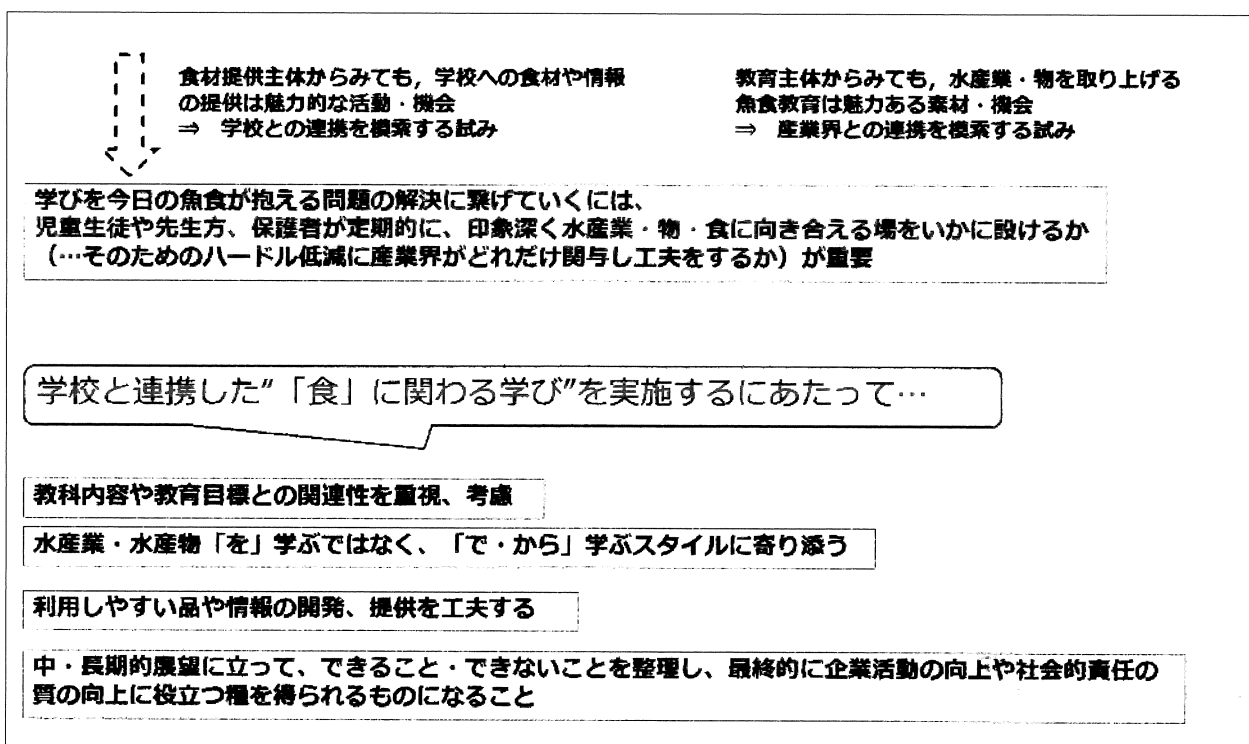 食材提供主体からみても，学校への食材や情報
の提供は魅力的な活動・機会
⇒　学校との連携を模索する試み
教育主体からみても，水産業・物を取り上げる
魚食教育は魅力ある素材・機会
⇒　産業界との連携を模索する試み
学びを今日の魚食が抱える問題の解決に繋げていくには、
児童生徒や先生方、保護者が定期的に、印象深く水産業・物・食に向き合える場をいかに設けるか
（…そのためのハードル低減に産業界がどれだけ関与し工夫をするか）が重要
学校と連携した"「食」に関わる学び"を実施するにあたって…
教科内容や教育目標との関連性を重視、考慮
水産業・水産物「を」学ぶではなく、「で・から」学ぶスタイルに寄り添う
利用しやすい品や情報の開発、提供を工夫する
中・長期的展望に立って、できること・できないことを整理し、最終的に企業活動の向上や社会的責任の
質の向上に役立つ糧を得られるものになること